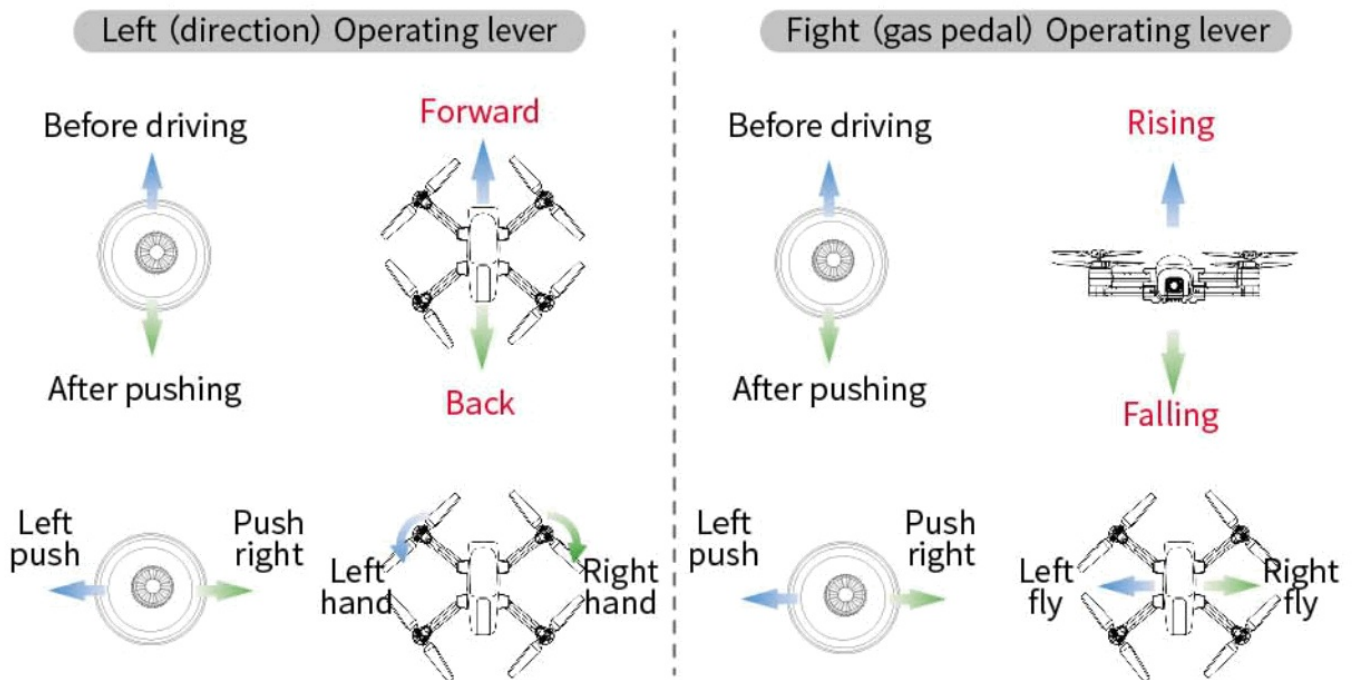 Left (direction) Operating lever
Before driving
Forward
After pushing
Back
Left
push
Push
right
Left
hand
Right
hand
Fight (gas pedal) Operating lever
Before driving
Rising
After pushing
Falling
Left
push
Push
right
Left
fly
Right
fly